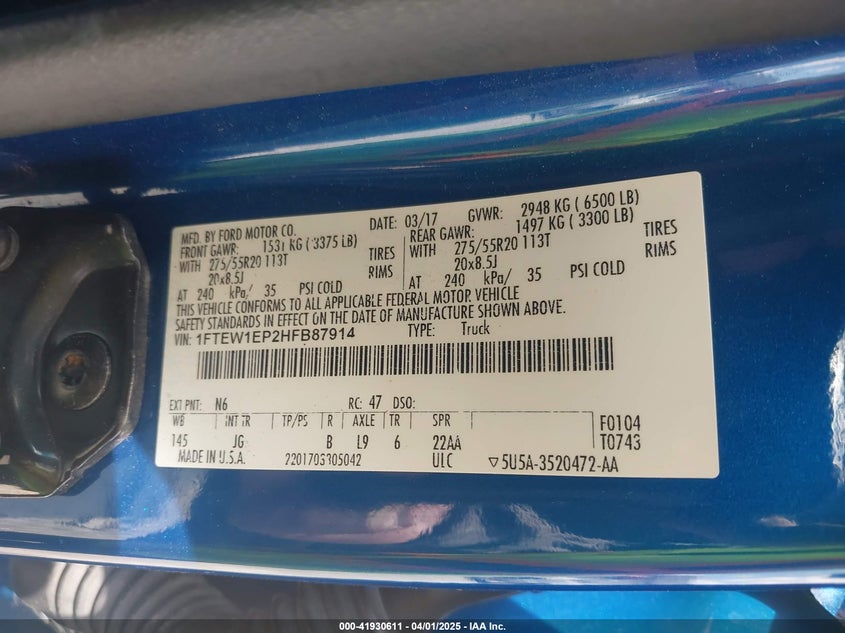 MFD. BY FORD MOTOR CO. DATE: 03/17 GVWR: 2948 KG ( 6500 LB)
FRONT GAWR: 1531 KG ( 3375 LB) REAR GAWR: 1497 KG ( 3300 LB)
WITH 275/55R20 113T TIRES WITH 275/55R20 113T TIRES
20x8.5J RIMS 20x8.5J RIMS
AT 240 kPa/ 35 PSI COLD AT 240 kPa/ 35 PSI COLD
THIS VEHICLE CONFORMS TO ALL APPLICABLE FEDERAL MOTOR VEHICLE
SAFETY STANDARDS IN EFFECT ON THE DATE OF MANUFACTURE SHOWN ABOVE.
VIN: 1FTEW1EP2HFB87914 TYPE: Truck
EXT PNT: N6 RC: 47 DSO:
WB INT TR TP/PS R AXLE TR SPR F0104
145 JG B L9 6 22AA T0743
MADE IN U.S.A. 220170S305042 ULC ▽5U5A-3520472-AA
000-41930611 - 04/01/2025 - IAA Inc.